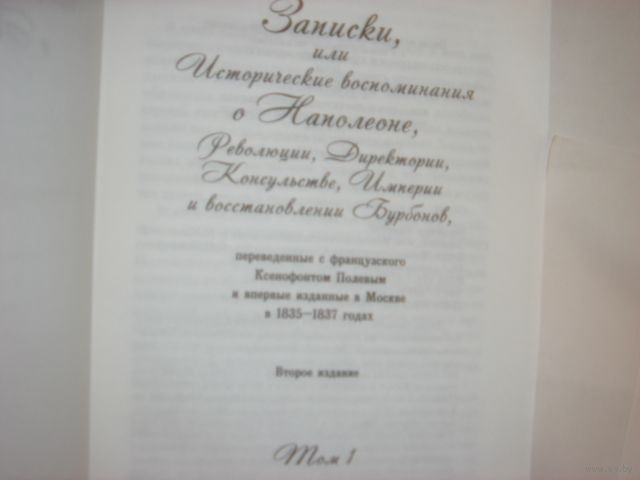 Записки,
или
Исторические воспоминания
о Наполеоне,
Революции, Директории,
Консульстве, Империи
и восстановлении Бурбонов,
переведенные с французского
Ксенофонтом Полевым
и впервые изданные в Москве
в 1835—1837 годах
Второе издание
Том 1